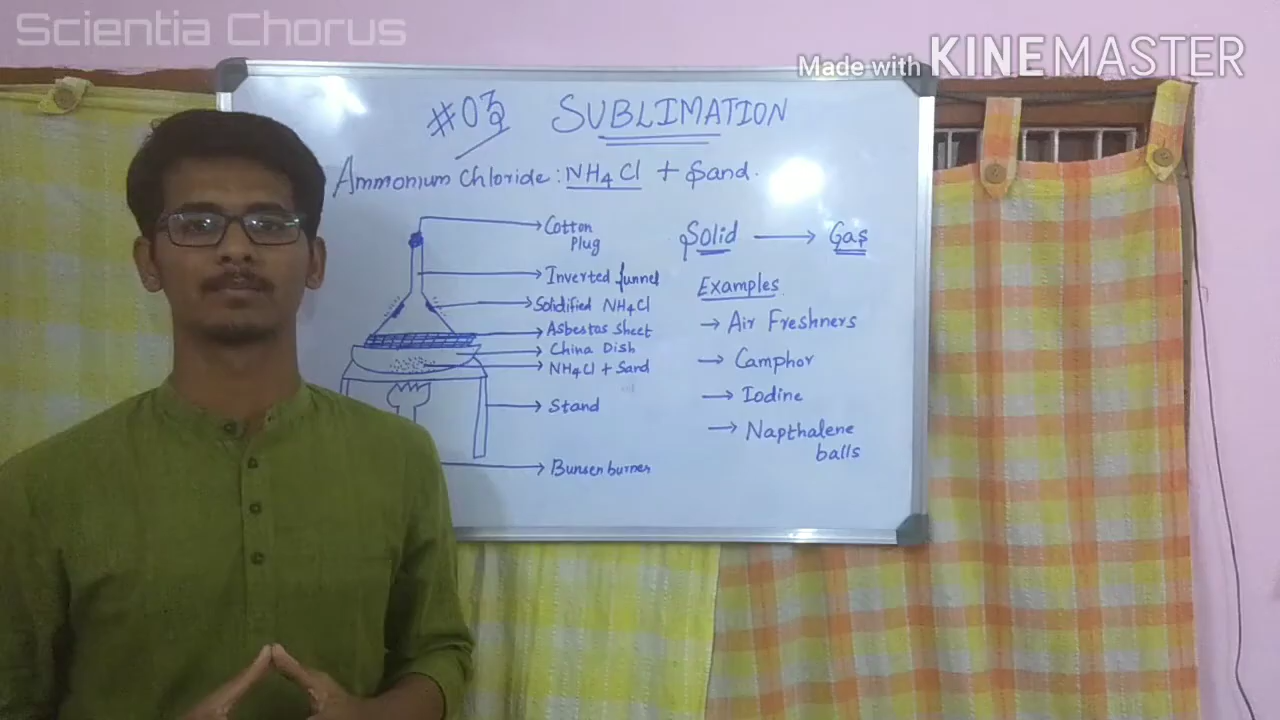 Scientia Chorus
Made with KINEMASTER
#03 SUBLIMATION
Ammonium Chloride: NH4Cl + Sand.
Cotton
Plug
Inverted funnel
Solidified NH4Cl
Asbestos Sheet
China Dish
NH4Cl + Sand
Stand
Bunsen burner
Solid → Gas
Examples
→ Air Freshners
→ Camphor
→ Iodine
→ Napthalene
balls